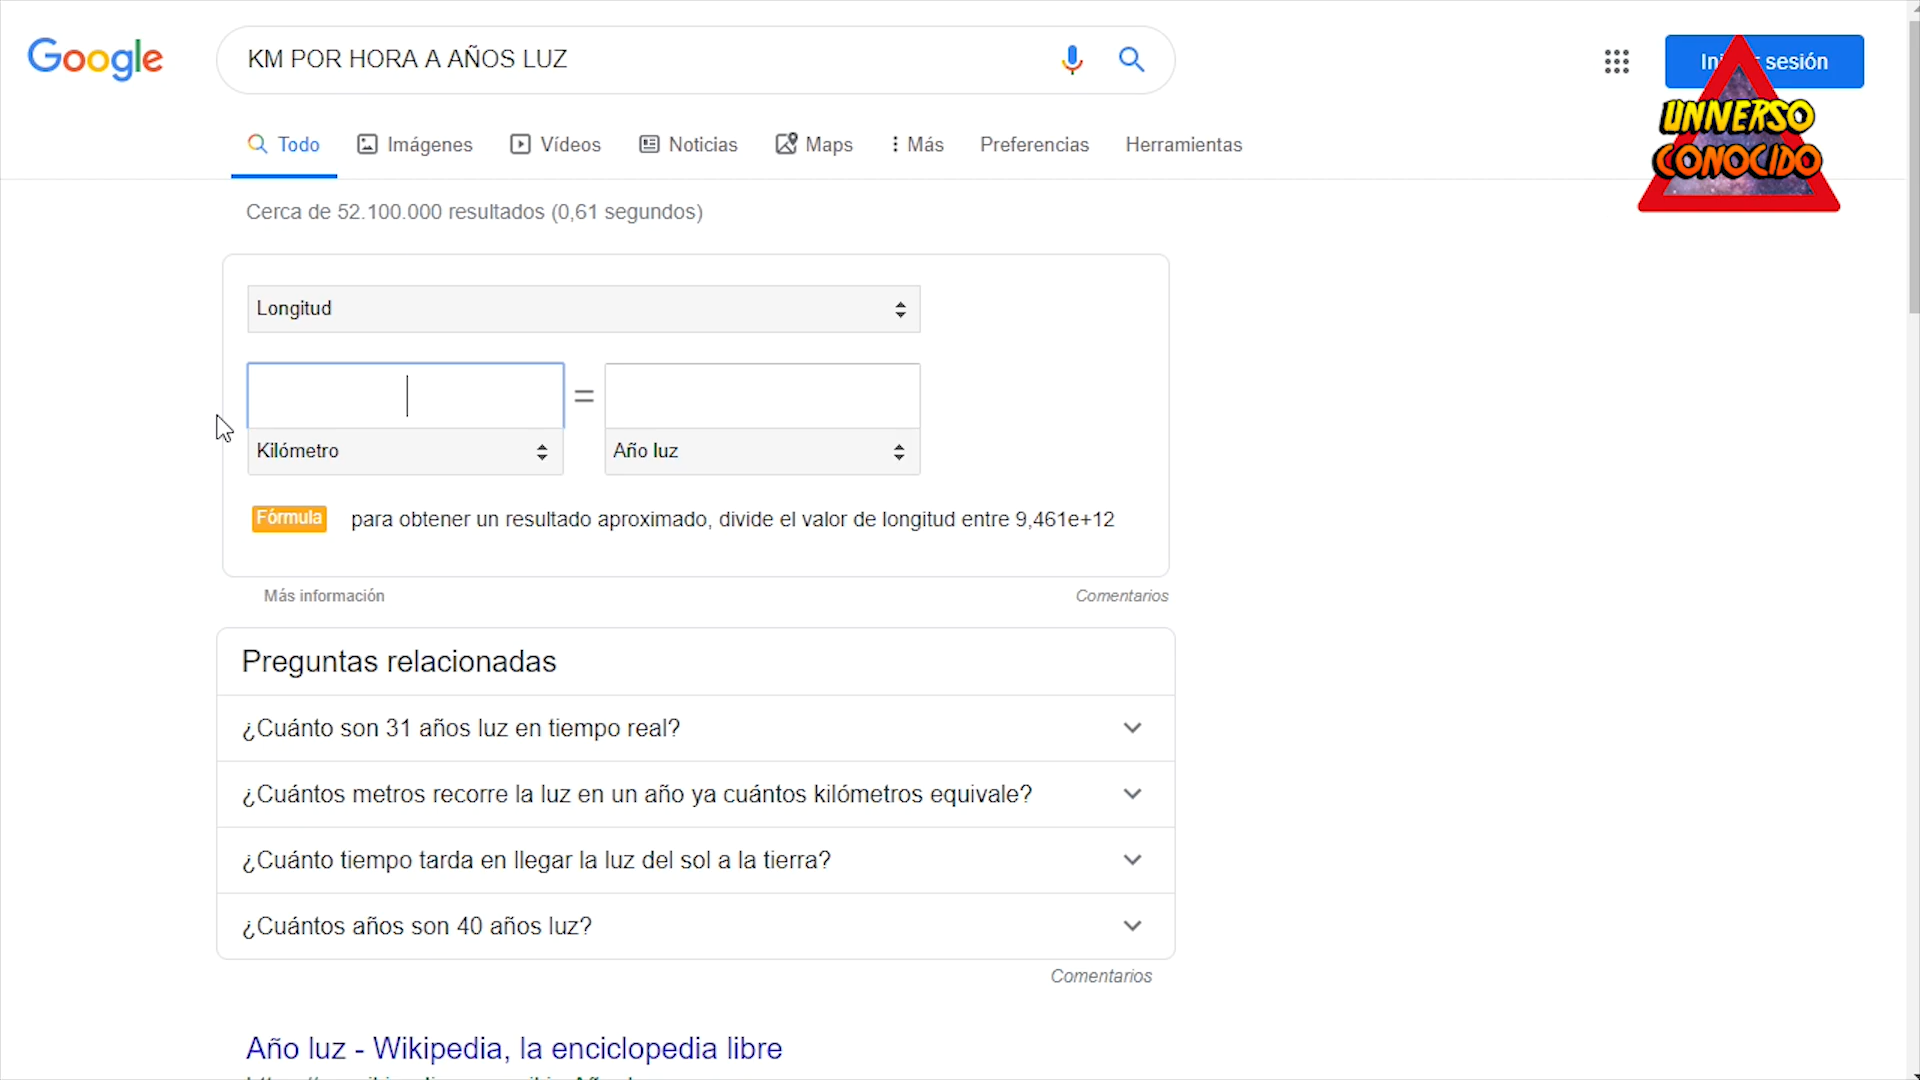 Google
KM POR HORA A AÑOS LUZ
sesión
UNIVERSO
CONOCIDO
Todo
Imágenes
Vídeos
Noticias
Maps
Más
Preferencias
Herramientas
Cerca de 52.100.000 resultados (0,61 segundos)
Longitud
=
Kilómetro
Año luz
Fórmula para obtener un resultado aproximado, divide el valor de longitud entre 9,461e+12
Más información
Comentarios
Preguntas relacionadas
¿Cuánto son 31 años luz en tiempo real?
¿Cuántos metros recorre la luz en un año ya cuántos kilómetros equivale?
¿Cuánto tiempo tarda en llegar la luz del sol a la tierra?
¿Cuántos años son 40 años luz?
Comentarios
Año luz - Wikipedia, la enciclopedia libre